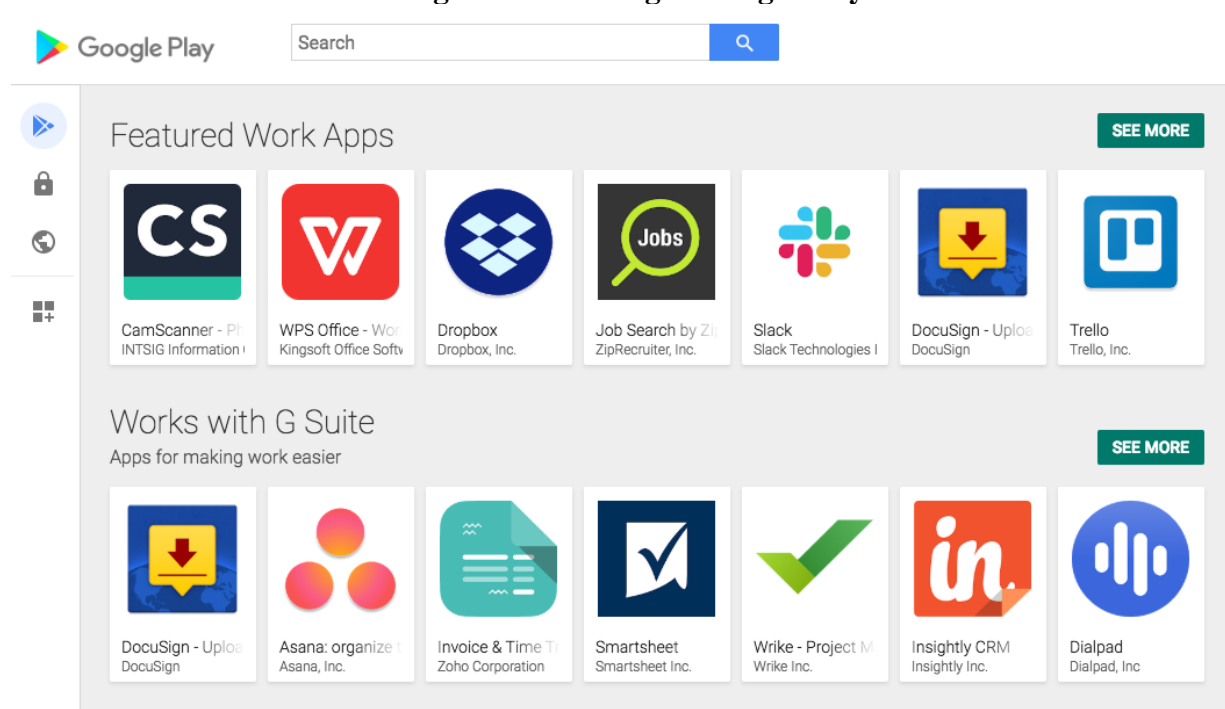 Google Play
Search
Featured Work Apps
SEE MORE
CS
W
Jobs
CamScanner - Ph
INTSIG Information
WPS Office - Wor
Kingsoft Office Softw
Dropbox
Dropbox, Inc.
Job Search by Zip
ZipRecruiter, Inc.
Slack
Slack Technologies I
DocuSign - Uploa
DocuSign
Trello
Trello, Inc.
Works with G Suite
Apps for making work easier
SEE MORE
in
DocuSign - Uploa
DocuSign
Asana: organize t
Asana, Inc.
Invoice & Time Tr
Zoho Corporation
Smartsheet
Smartsheet Inc.
Wrike - Project M
Wrike Inc.
Insightly CRM
Insightly Inc.
Dialpad
Dialpad, Inc